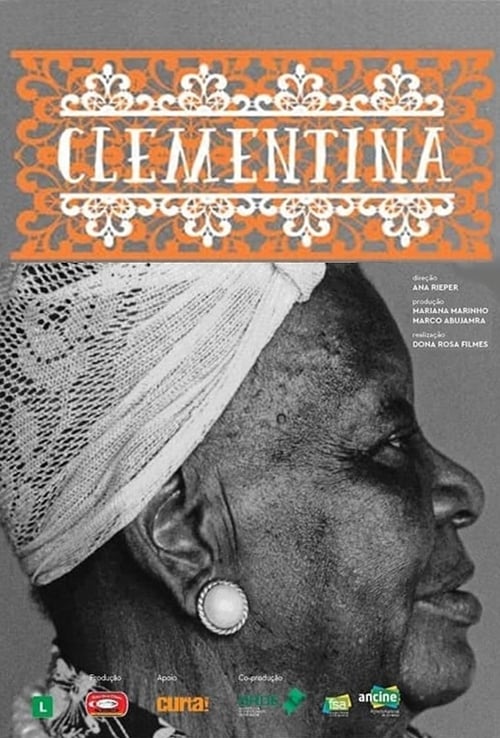 CLEMENTINA
direção
ANA RIEPER
produção
MARIANA MARINHO
MARCO ABUJAMRA
realização
DONA ROSA FILMES
Produção
Apoio
Co-produção
L
curta!
fsa
ancine